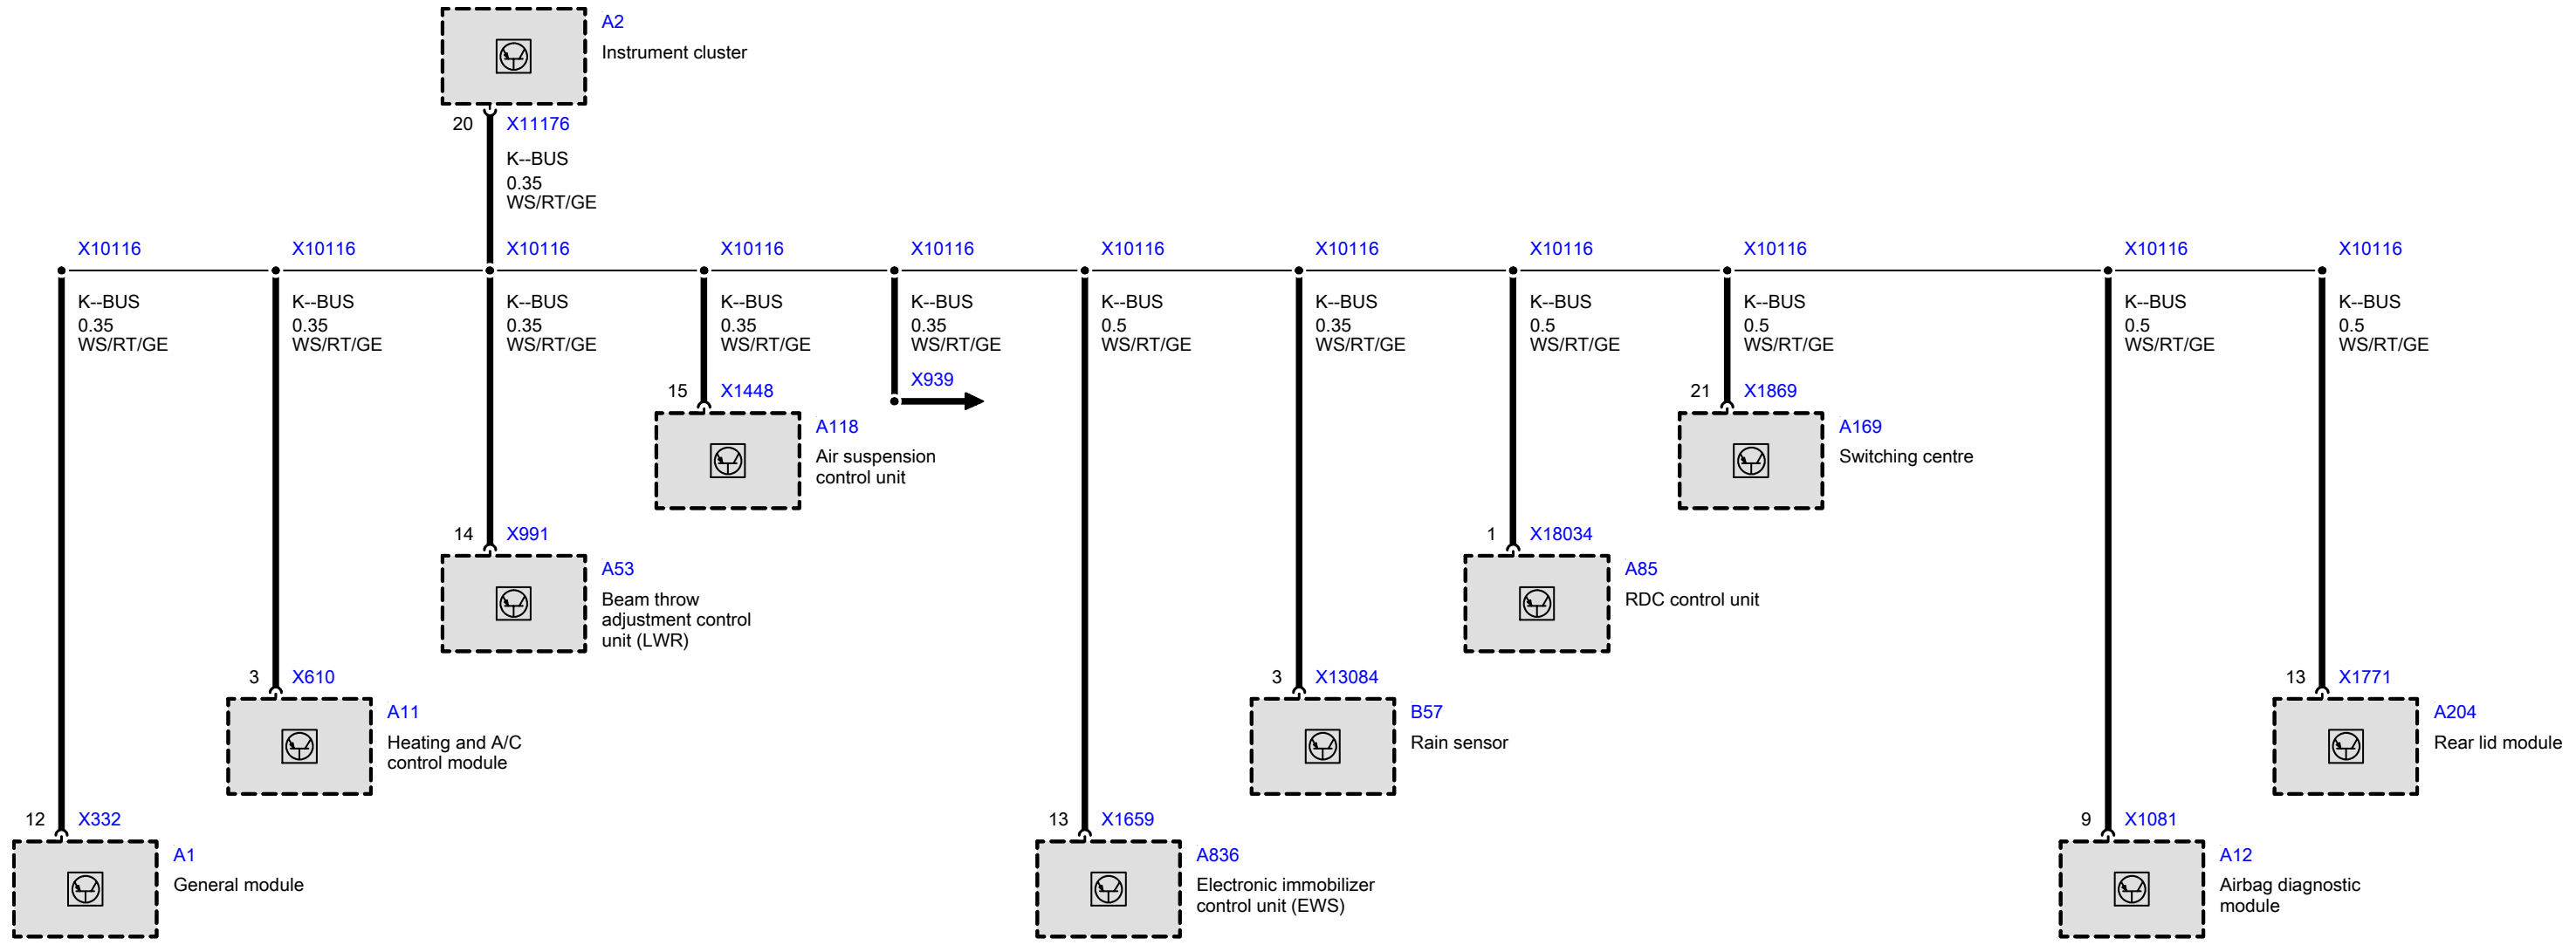 A2
Instrument cluster
20
X11176
K--BUS
0.35
WS/RT/GE
X10116
X10116
X10116
X10116
X10116
X10116
X10116
X10116
X10116
X10116
X10116
K--BUS
0.35
WS/RT/GE
12
X332
A1
General module
K--BUS
0.35
WS/RT/GE
3
X610
A11
Heating and A/C
control module
K--BUS
0.35
WS/RT/GE
14
X991
A53
Beam throw
adjustment control
unit (LWR)
K--BUS
0.35
WS/RT/GE
15
X1448
A118
Air suspension
control unit
K--BUS
0.35
WS/RT/GE
X939
K--BUS
0.5
WS/RT/GE
13
X1659
A836
Electronic immobilizer
control unit (EWS)
K--BUS
0.35
WS/RT/GE
3
X13084
B57
Rain sensor
K--BUS
0.5
WS/RT/GE
1
X18034
A85
RDC control unit
K--BUS
0.5
WS/RT/GE
21
X1869
A169
Switching centre
K--BUS
0.5
WS/RT/GE
9
X1081
A12
Airbag diagnostic
module
K--BUS
0.5
WS/RT/GE
13
X1771
A204
Rear lid module